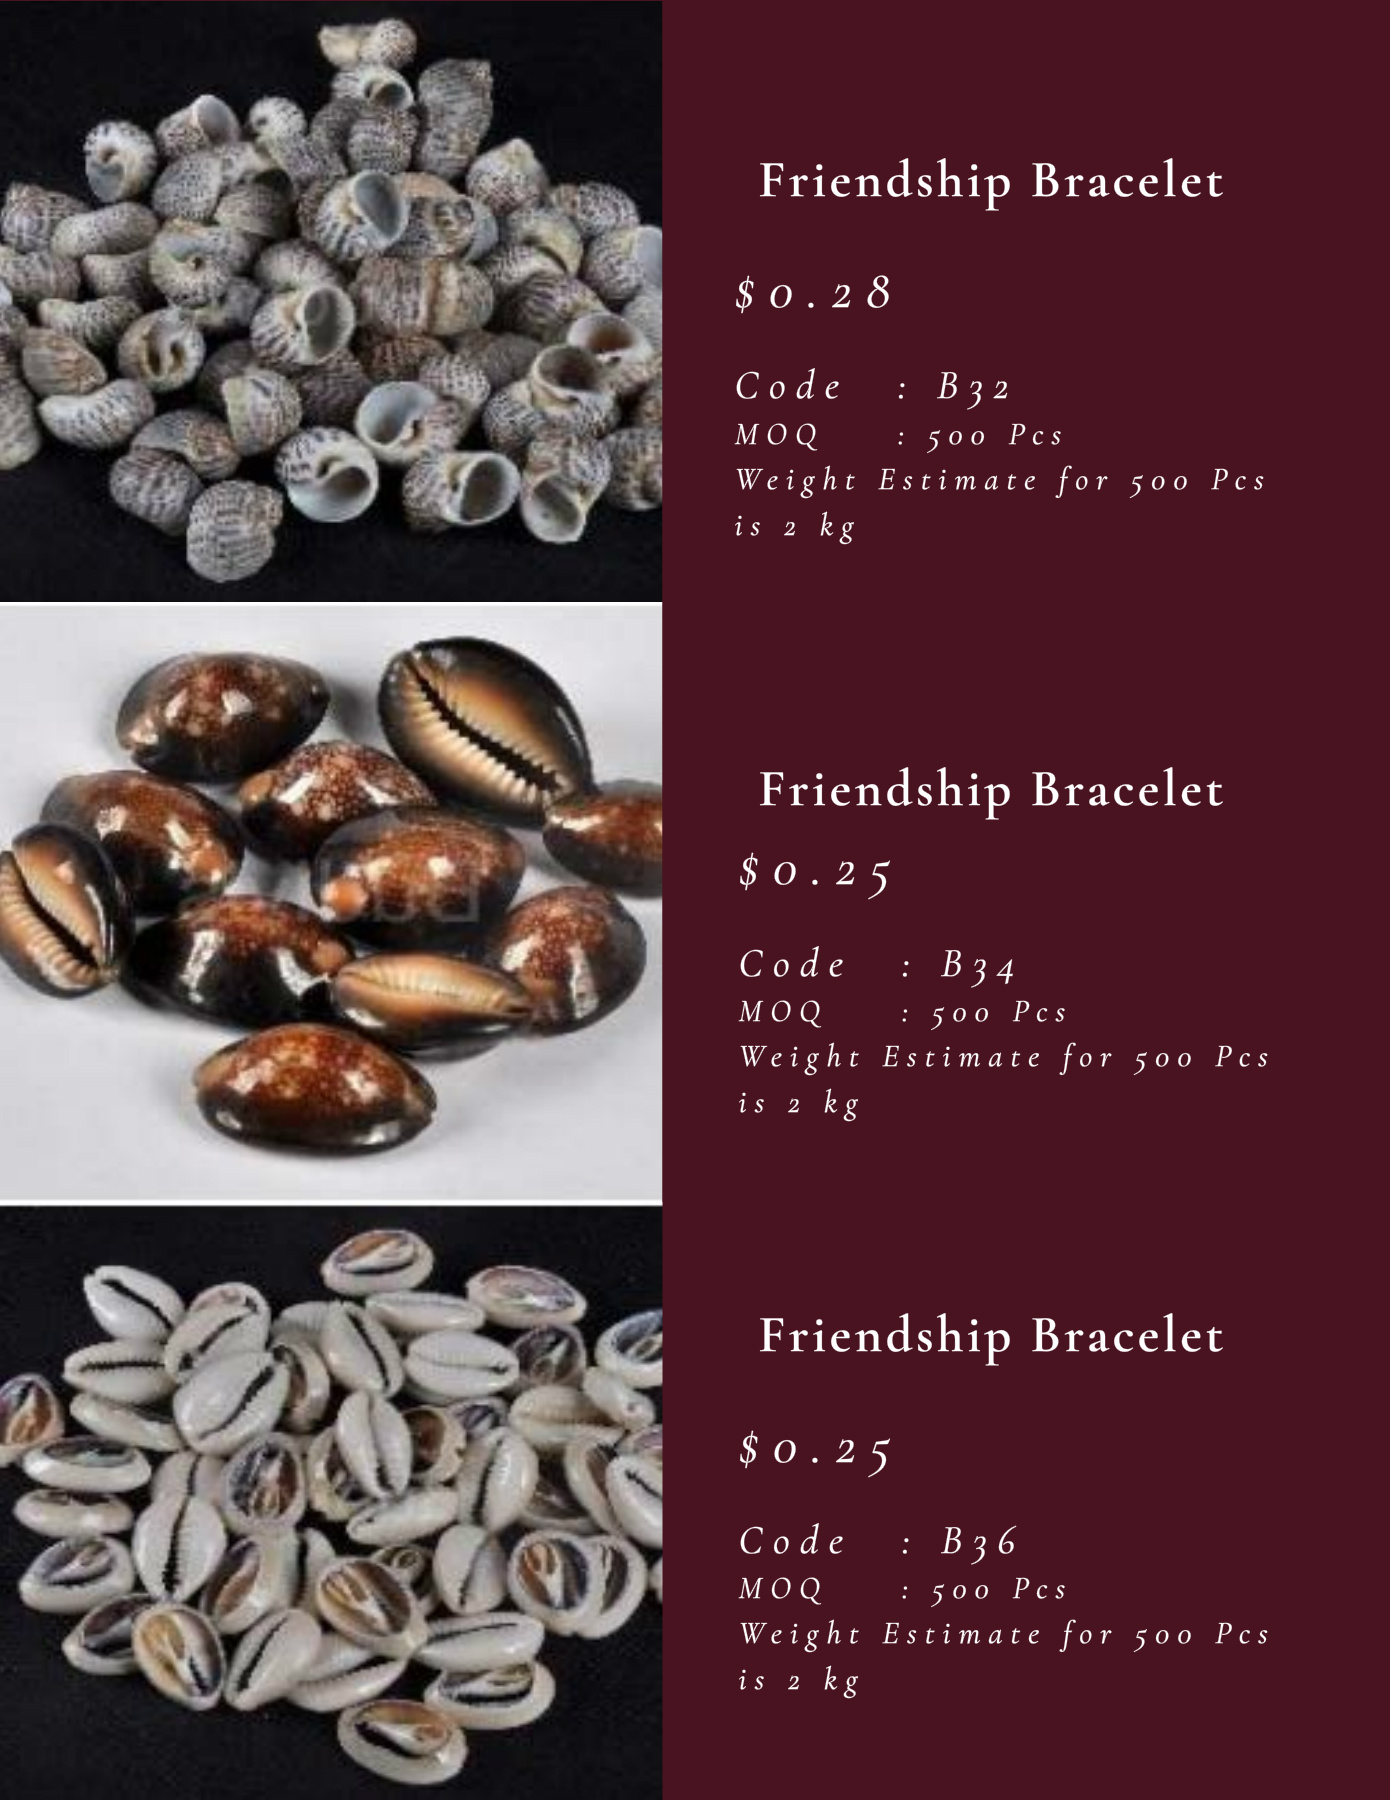 Friendship Bracelet
$0.28
Code : B32
MOQ : 500 Pcs
Weight Estimate for 500 Pcs
is 2 kg
Friendship Bracelet
$0.25
Code : B34
MOQ : 500 Pcs
Weight Estimate for 500 Pcs
is 2 kg
Friendship Bracelet
$0.25
Code : B36
MOQ : 500 Pcs
Weight Estimate for 500 Pcs
is 2 kg